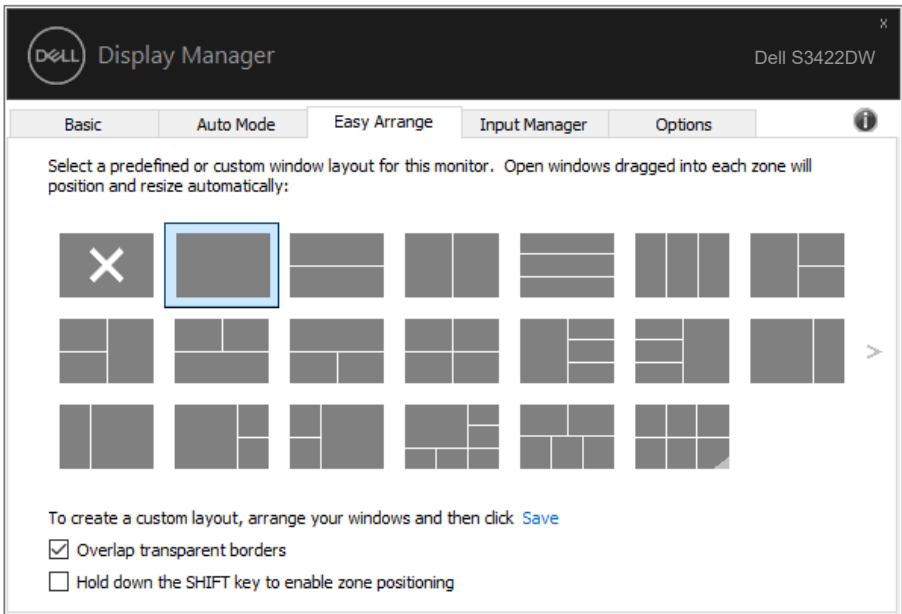 x
DELL Display Manager
Dell S3422DW
Basic Auto Mode Easy Arrange Input Manager Options
Select a predefined or custom window layout for this monitor. Open windows dragged into each zone will
position and resize automatically:
>
To create a custom layout, arrange your windows and then click Save
Overlap transparent borders
Hold down the SHIFT key to enable zone positioning